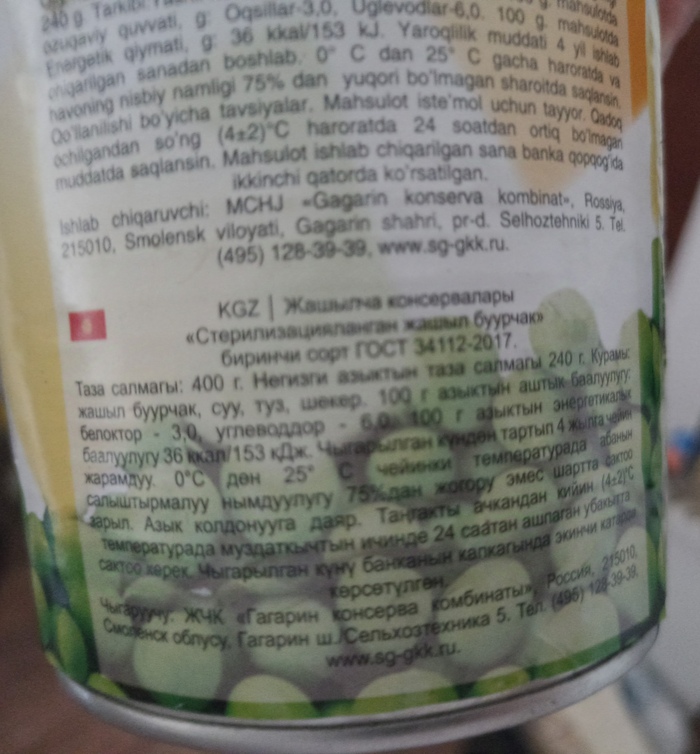 240 g. Tarkibi:
mahsulotda
ozuqaviy quvvati, g: Oqsillar-3,0, Uglevodlar-6,0. 100 g. mahsulotda
Energetik qiymati, g: 36 kkal/153 kJ. Yaroqlilik muddati 4 yil ishlab
chiqarilgan sanadan boshlab. 0° C dan 25° C gacha haroratda va
havoning nisbiy namligi 75% dan yuqori bo'lmagan sharoitda saqlansin.
Qo'llanilishi bo'yicha tavsiyalar. Mahsulot iste'mol uchun tayyor. Qadoq
ochilgandan so'ng (4±2)°C haroratda 24 soatdan ortiq bo'lmagan
muddatda saqlansin. Mahsulot ishlab chiqarilgan sana banka qopqog'ida
ikkinchi qatorda ko'rsatilgan.
Ishlab chiqaruvchi: MCHJ «Gagarin konserva kombinati», Rossiya,
215010, Smolensk viloyati, Gagarin shahri, pr-d. Selhoztehniki 5. Tel.
(495) 128-39-39, www.sg-gkk.ru.
KGZ | Жашылча консервалары
«Стерилизацияланган жашыл буурчак»
биринчи сорт ГОСТ 34112-2017.
Таза салмагы: 400 г. Негизги азыктын таза салмагы 240 г. Курамы:
жашыл буурчак, суу, туз, шекер. 100 г азыктын аштык баалуулугу:
белоктор - 3,0, углеводдор - 6,0. 100 г азыктын энергетикалык
баалуулугу 36 ккал/153 кДж. Чыгарылган күндөн тартып 4 жылга чейин
жарамдуу. 0°C дөн 25° C чейинки температурада абанын
салыштырмалуу нымдуулугу 75%дан жогору эмес шартта сактоо
зарыл. Азык колдонууга даяр. Таңгакты ачкандан кийин (4±2)°C
температурада муздаткычтын ичинде 24 сааттан ашпаган убакытта
сактоо керек. Чыгарылган күнү банканын капкагында экинчи катарда
көрсөтүлгөн.
Чыгаруучу: ЖЧК «Гагарин консерва комбинаты», Россия, 215010,
Смоленск облусу, Гагарин ш./Сельхозтехника 5. Тел. (495) 128-39-39,
www.sg-gkk.ru.